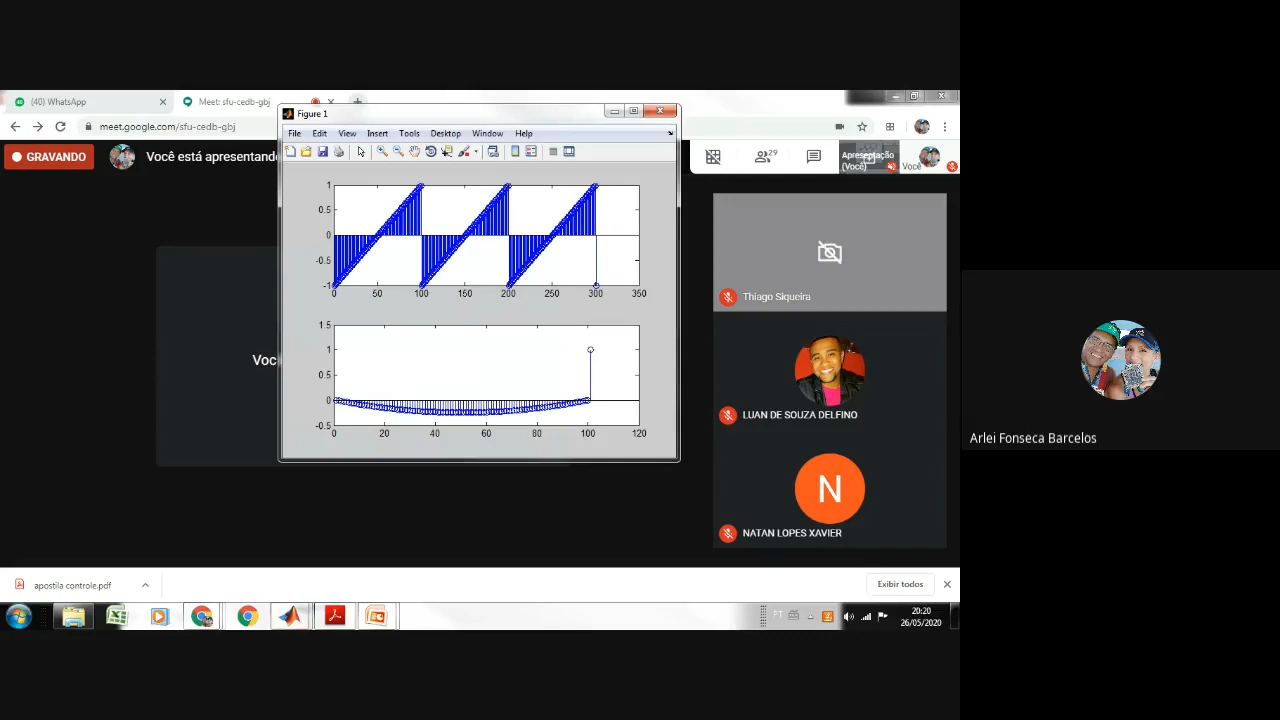 (40) WhatsApp
Meet: sfu-cedb-gbj
meet.google.com/sfu-cedb-gbj
GRAVANDO
Você está apresentand
Figure 1
File Edit View Insert Tools Desktop Window Help
1
0.5
0
-0.5
-1
0 50 100 150 200 250 300 350
1.5
1
0.5
0
-0.5
0 20 40 60 80 100 120
Voc
29
Apresentação
(Você)
Você
Thiago Siqueira
LUAN DE SOUZA DELFINO
N
NATAN LOPES XAVIER
Arlei Fonseca Barcelos
apostila controle.pdf
Exibir todos
PT
20:20
26/05/2020